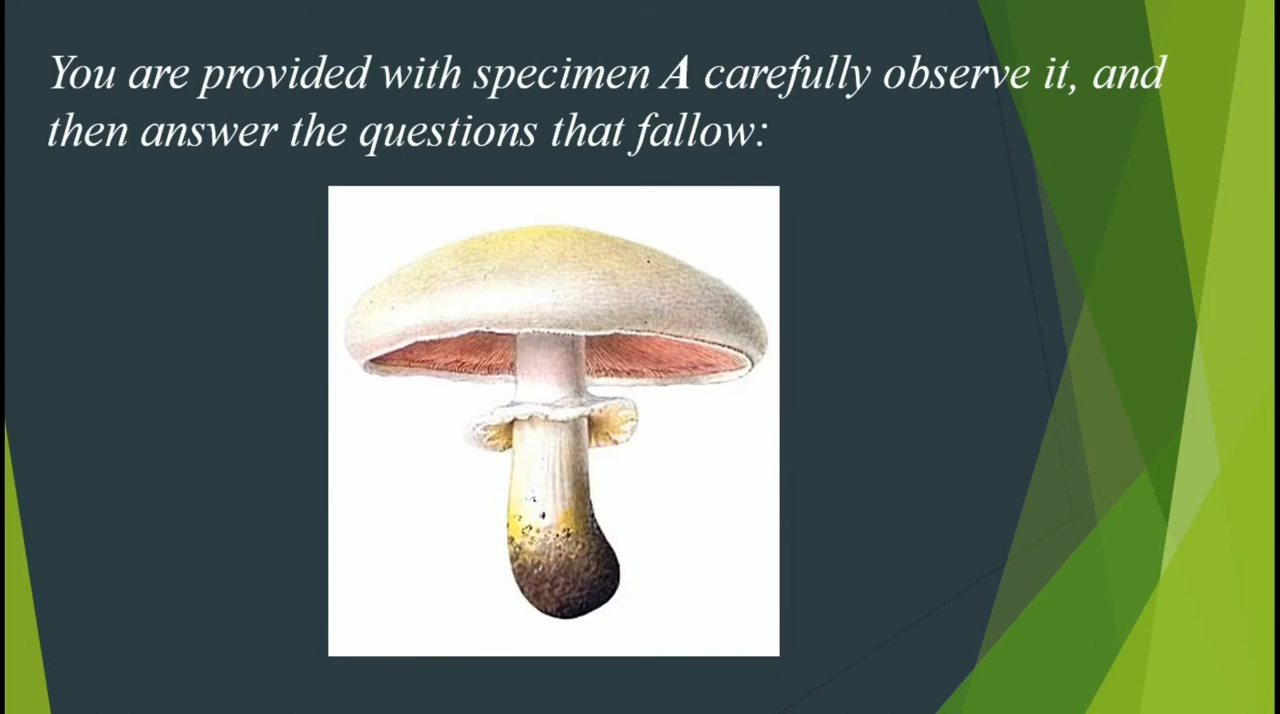 You are provided with specimen A carefully observe it, and
then answer the questions that fallow: